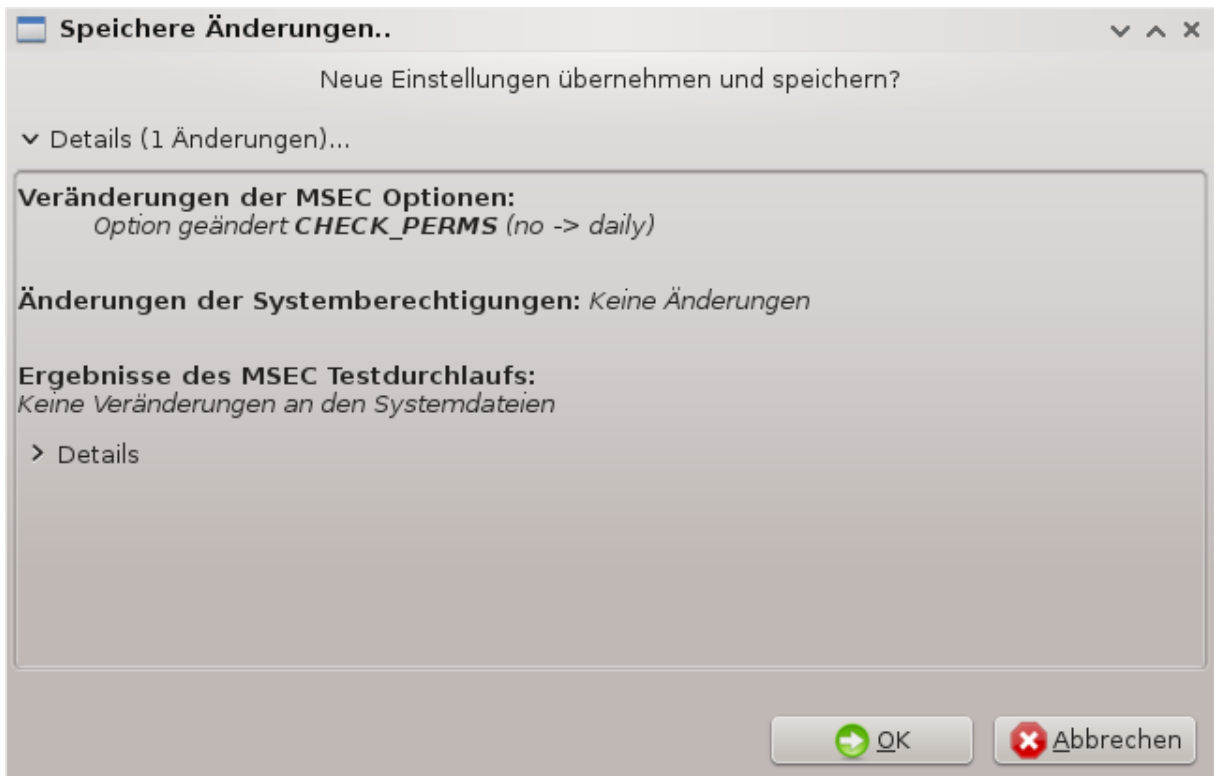 Speichere Änderungen..
Neue Einstellungen übernehmen und speichern?
Details (1 Änderungen)...
Veränderungen der MSEC Optionen:
Option geändert CHECK_PERMS (no -> daily)
Änderungen der Systemberechtigungen: Keine Änderungen
Ergebnisse des MSEC Testdurchlaufs:
Keine Veränderungen an den Systemdateien
Details
OK
Abbrechen